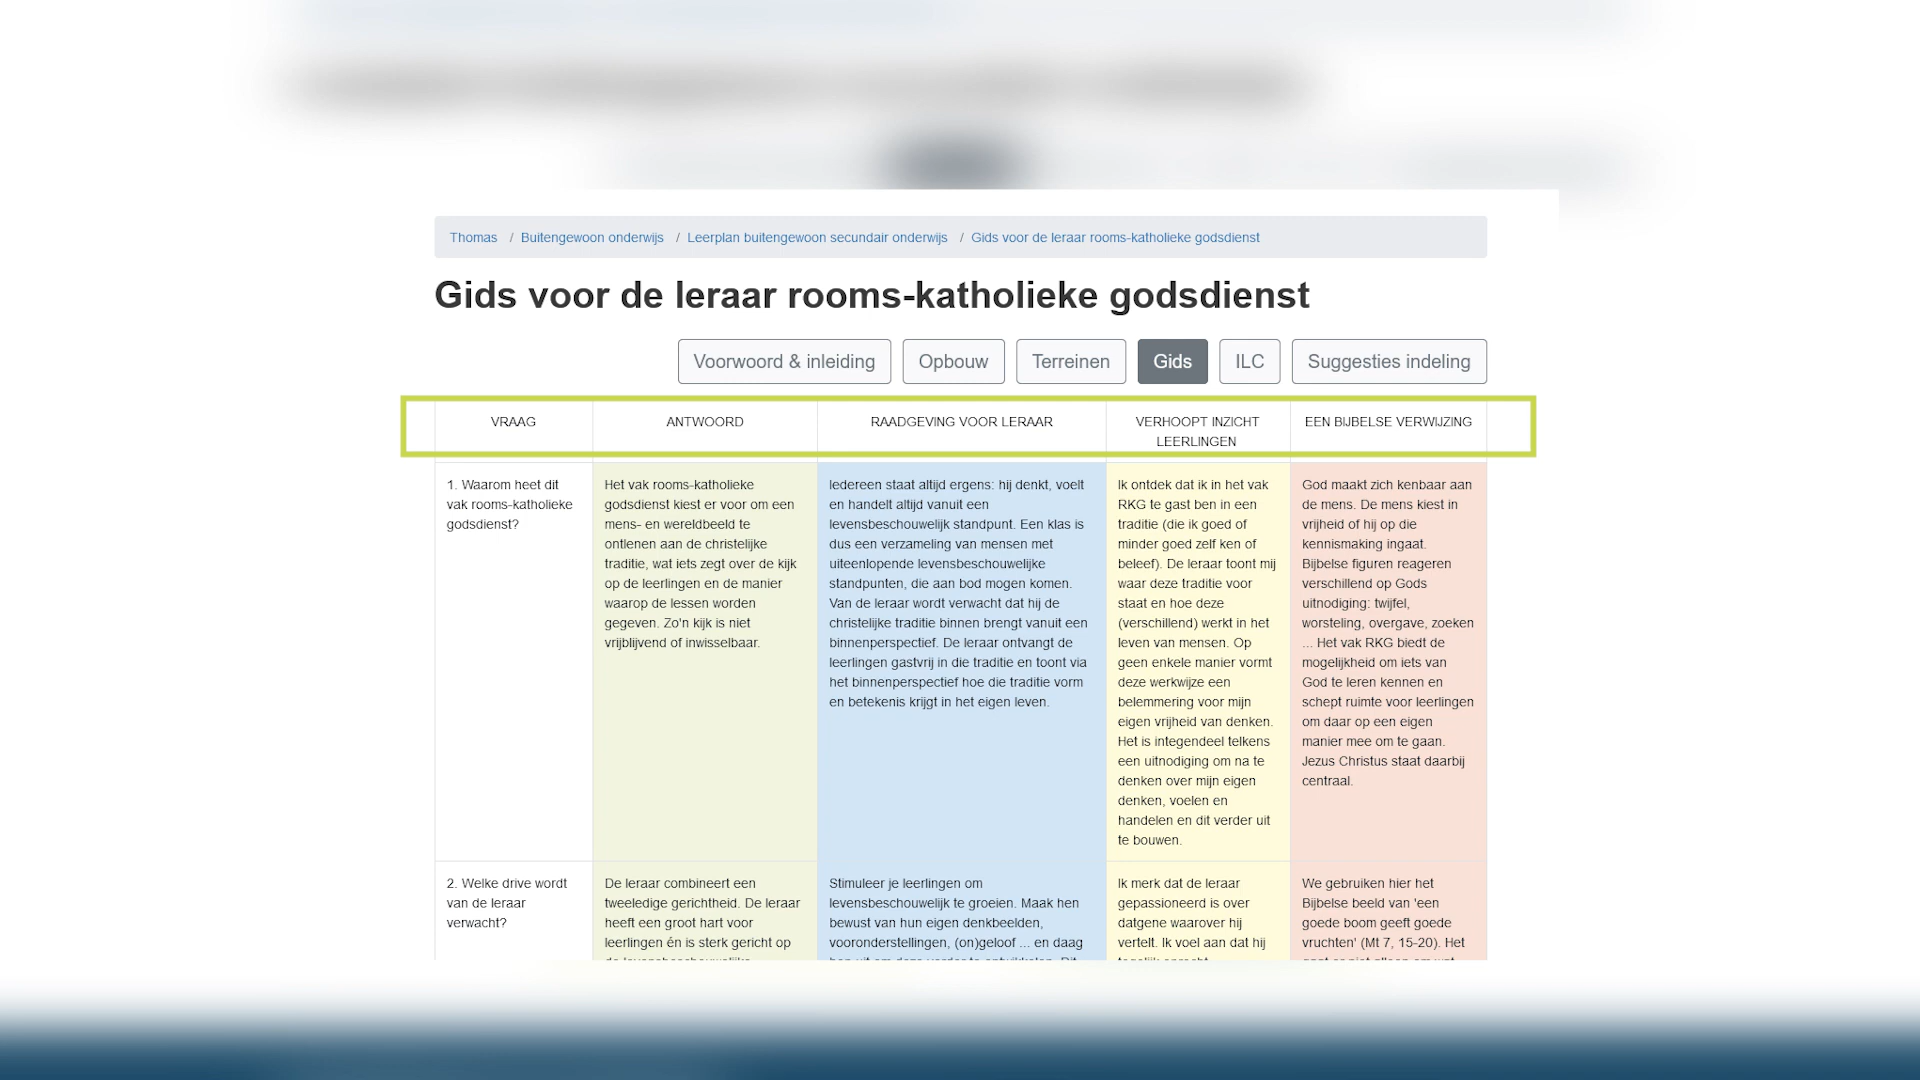 Thomas / Buitengewoon onderwijs / Leerplan buitengewoon secundair onderwijs / Gids voor de leraar rooms-katholieke godsdienst
Gids voor de leraar rooms-katholieke godsdienst
Voorwoord & inleiding Opbouw Terreinen Gids ILC Suggesties indeling
VRAAG
ANTWOORD
RAADGEVING VOOR LERAAR
VERHOOPT INZICHT
LEERLINGEN
EEN BIJBELSE VERWIJZING
1. Waarom heet dit
vak rooms-katholieke
godsdienst?
Het vak rooms-katholieke
godsdienst kiest er voor om een
mens- en wereldbeeld te
ontlenen aan de christelijke
traditie, wat iets zegt over de kijk
op de leerlingen en de manier
waarop de lessen worden
gegeven. Zo'n kijk is niet
vrijblijvend of inwisselbaar.
Iedereen staat altijd ergens: hij denkt, voelt
en handelt altijd vanuit een
levensbeschouwelijk standpunt. Een klas is
dus een verzameling van mensen met
uiteenlopende levensbeschouwelijke
standpunten, die aan bod mogen komen.
Van de leraar wordt verwacht dat hij de
christelijke traditie binnen brengt vanuit een
binnenperspectief. De leraar ontvangt de
leerlingen gastvrij in die traditie en toont via
het binnenperspectief hoe die traditie vorm
en betekenis krijgt in het eigen leven.
Ik ontdek dat ik in het vak
RKG te gast ben in een
traditie (die ik goed of
minder goed zelf ken of
beleef). De leraar toont mij
waar deze traditie voor
staat en hoe deze
(verschillend) werkt in het
leven van mensen. Op
geen enkele manier vormt
deze werkwijze een
belemmering voor mijn
eigen vrijheid van denken.
Het is integendeel telkens
een uitnodiging om na te
denken over mijn eigen
denken, voelen en
handelen en dit verder uit
te bouwen.
God maakt zich kenbaar aan
de mens. De mens kiest in
vrijheid of hij op die
kennismaking ingaat.
Bijbelse figuren reageren
verschillend op Gods
uitnodiging: twijfel,
worsteling, overgave, zoeken
... Het vak RKG biedt de
mogelijkheid om iets van
God te leren kennen en
schept ruimte voor leerlingen
om daar op een eigen
manier mee om te gaan.
Jezus Christus staat daarbij
centraal.
2. Welke drive wordt
van de leraar
verwacht?
De leraar combineert een
tweeledige gerichtheid. De leraar
heeft een groot hart voor
leerlingen én is sterk gericht op
Stimuleer je leerlingen om
levensbeschouwelijk te groeien. Maak hen
bewust van hun eigen denkbeelden,
vooronderstellingen, (on)geloof ... en daag
Ik merk dat de leraar
gepassioneerd is over
datgene waarover hij
vertelt. Ik voel aan dat hij
We gebruiken hier het
Bijbelse beeld van 'een
goede boom geeft goede
vruchten' (Mt 7, 15-20). Het